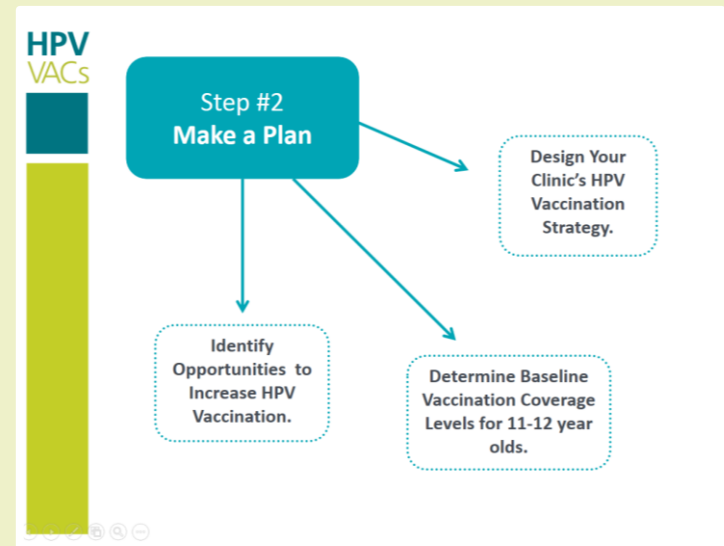 HPV
VACs
Step #2
Make a Plan
Design Your
Clinic's HPV
Vaccination
Strategy.
Identify
Opportunities to
Increase HPV
Vaccination.
Determine Baseline
Vaccination Coverage
Levels for 11-12 year
olds.